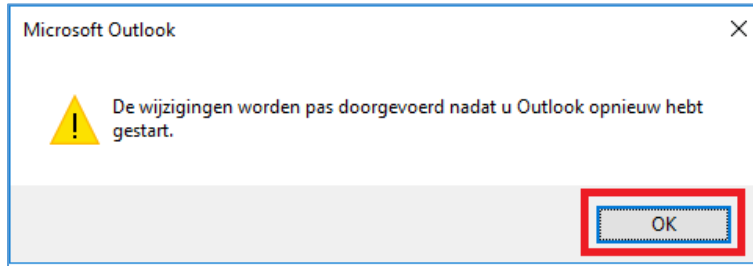 Microsoft Outlook
De wijzigingen worden pas doorgevoerd nadat u Outlook opnieuw hebt
gestart.
OK